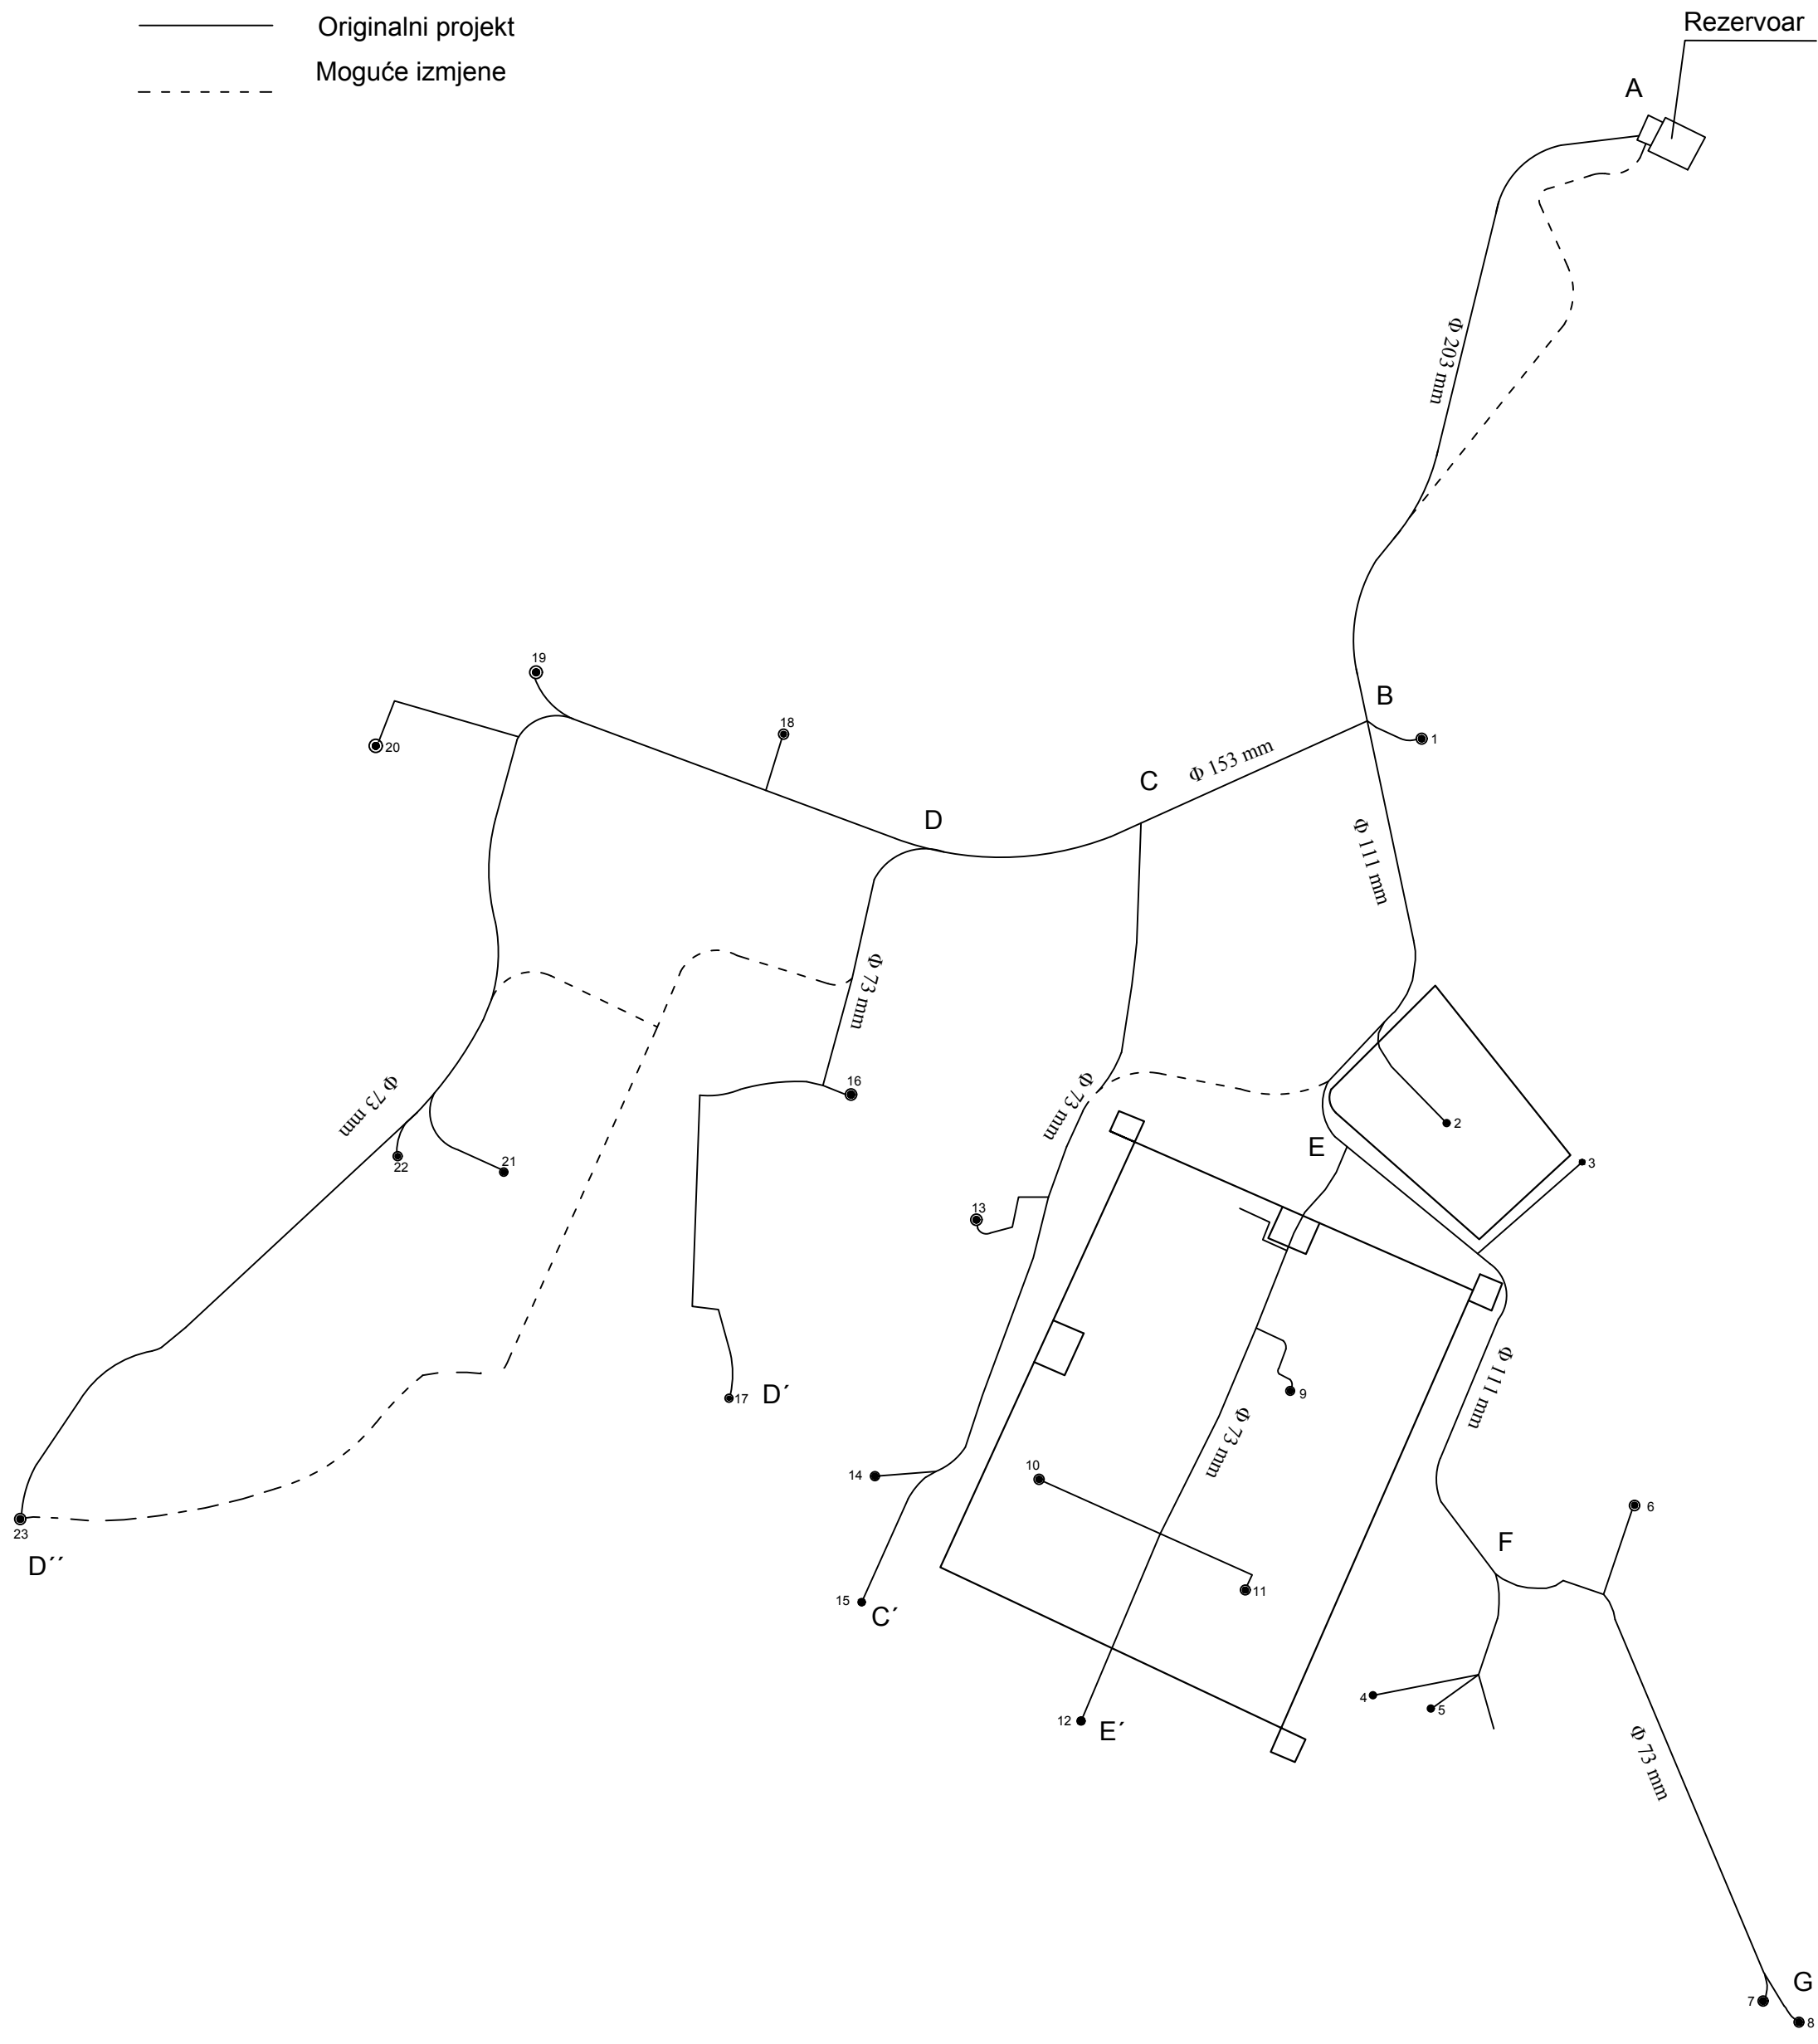 Originalni projekt
Rezervoar
Moguće izmjene
A
Φ 203 mm
19
B
18
20
1
Φ 153 mm
C
D
Φ 111 mm
Φ 73 mm
Φ 73 mm
Φ 73 mm
16
2
E
22
21
3
13
Φ 111 mm
17
D´
9
Φ 73 mm
10
14
6
23
F
D´´
11
15
C´
4
5
12
E´
Φ 73 mm
G
7
8